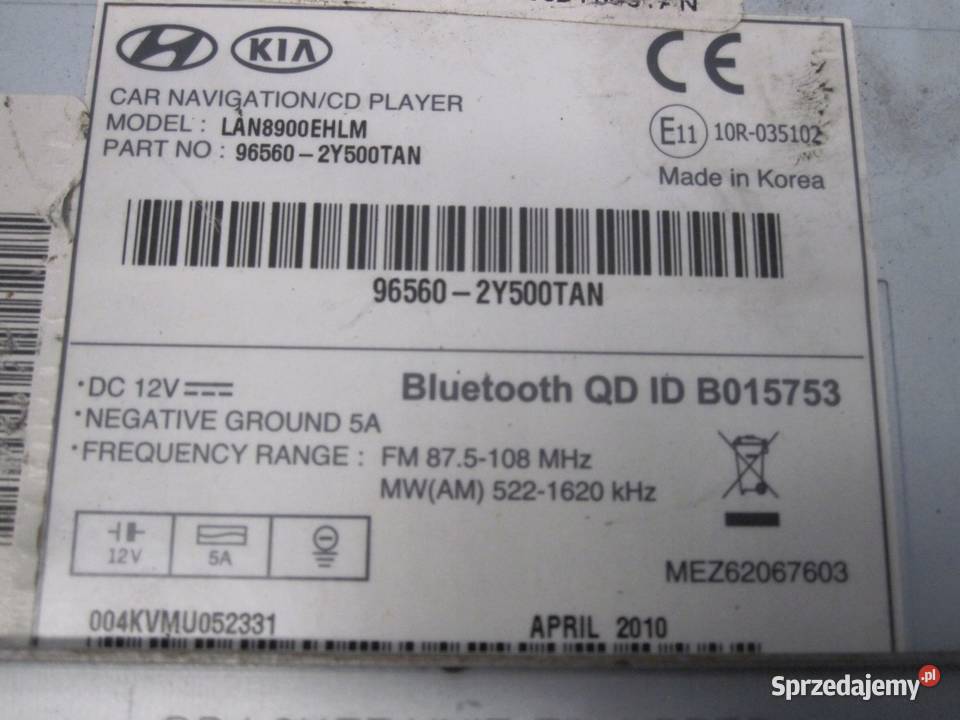 KIA
CE
CAR NAVIGATION/CD PLAYER
MODEL : LAN8900EHLM
PART NO : 96560-2Y500TAN
E11 10R-035102
Made in Korea
96560-2Y500TAN
•DC 12V
Bluetooth QD ID B015753
•NEGATIVE GROUND 5A
•FREQUENCY RANGE : FM 87.5-108 MHz
MW(AM) 522-1620 kHz
12V
5A
MEZ62067603
004KVMU052331
APRIL 2010
Sprzedajemy.pl